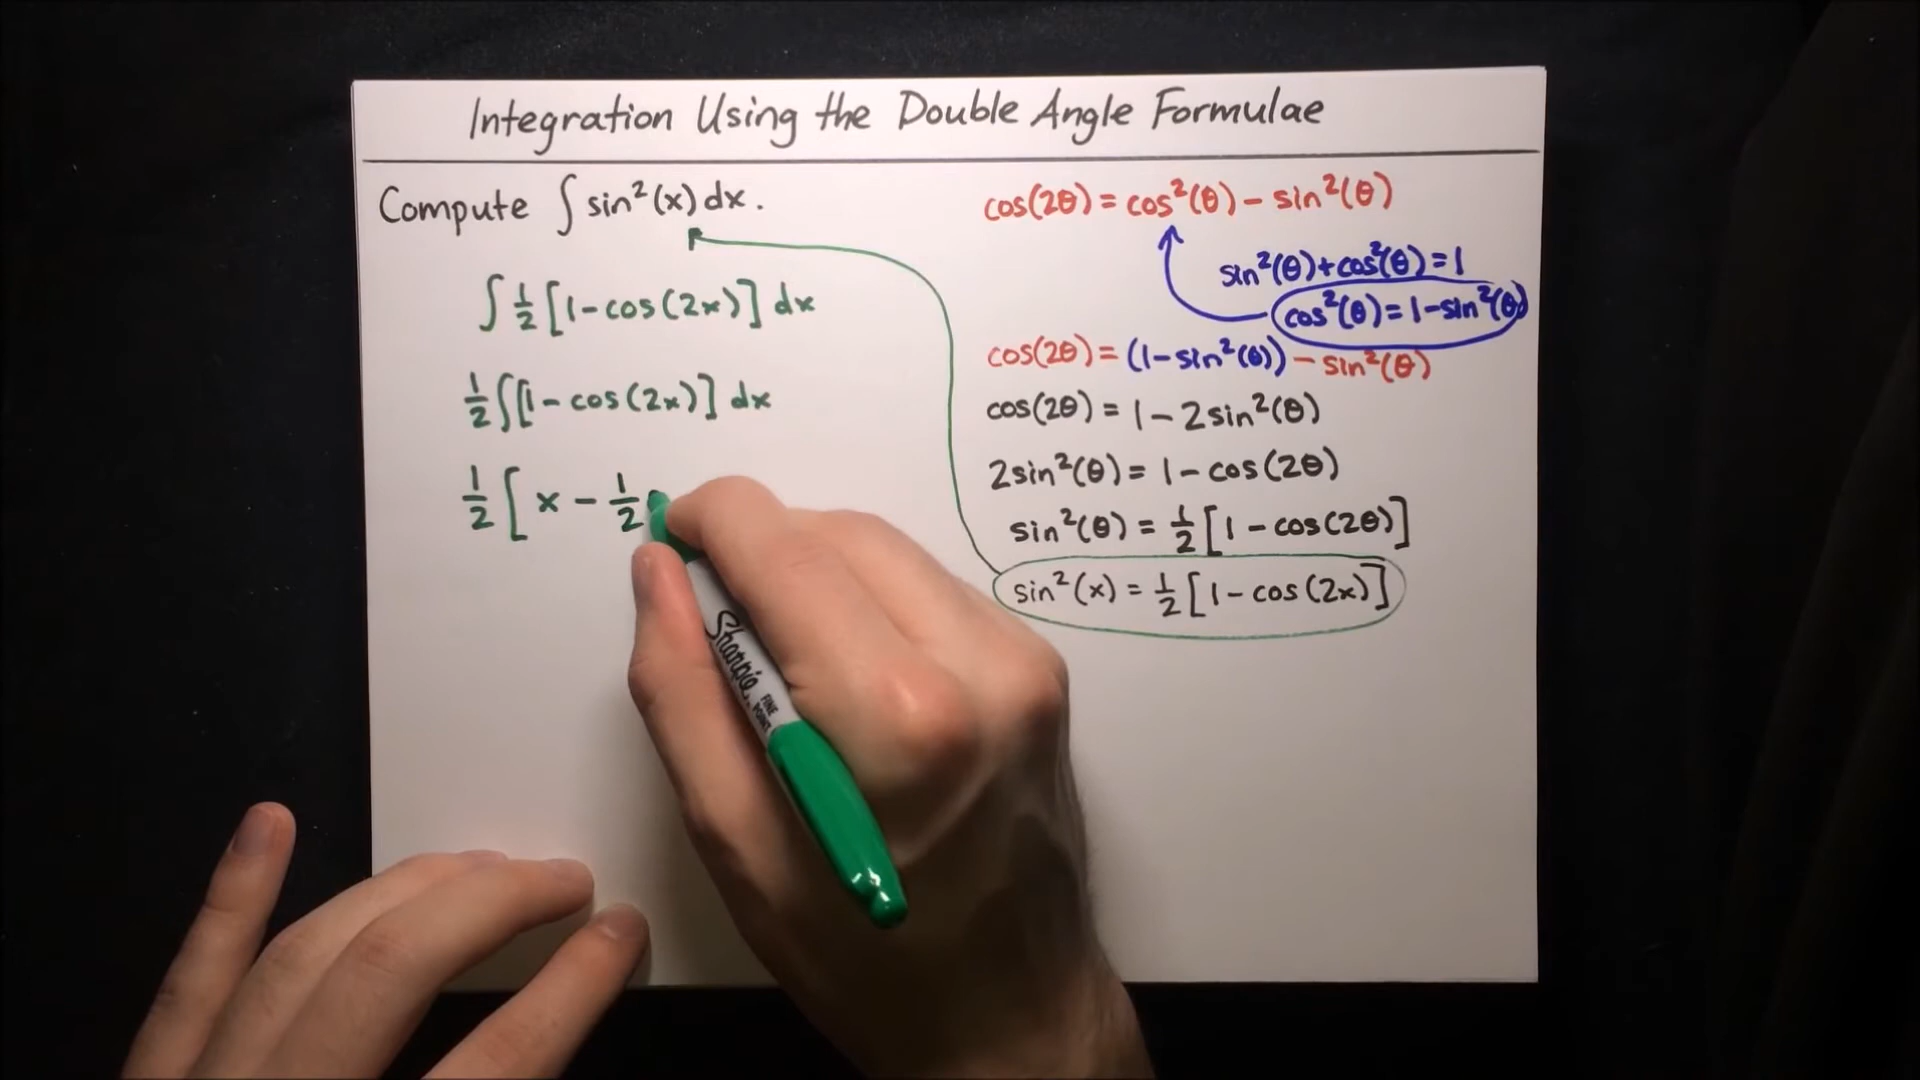 Integration Using the Double Angle Formulae
Compute ∫ sin²(x) dx.
∫ ½ [1 - cos(2x)] dx
½ ∫ [1 - cos(2x)] dx
½ [ x - ½
cos(2θ) = cos²(θ) - sin²(θ)
sin²(θ) + cos²(θ) = 1
cos²(θ) = 1 - sin²(θ)
cos(2θ) = (1 - sin²(θ)) - sin²(θ)
cos(2θ) = 1 - 2sin²(θ)
2sin²(θ) = 1 - cos(2θ)
sin²(θ) = ½ [1 - cos(2θ)]
sin²(x) = ½ [1 - cos(2x)]
Sharpie.
FINE
POINT